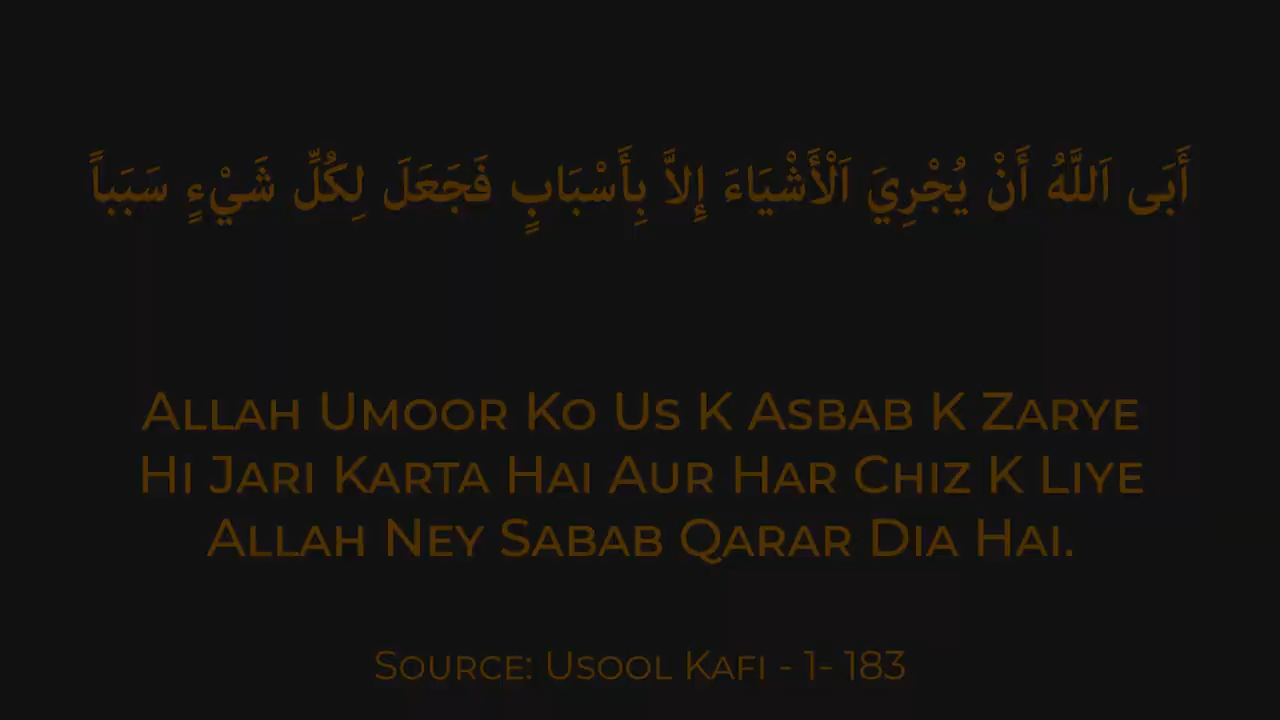 أَبَى اَللَّهُ أَنْ يُجْرِيَ اَلْأَشْيَاءَ إِلاَّ بِأَسْبَابٍ فَجَعَلَ لِكُلِّ شَيْءٍ سَبَباً
Allah Umoor Ko Us K Asbab K Zarye
Hi Jari Karta Hai Aur Har Chiz K Liye
Allah Ney Sabab Qarar Dia Hai.
Source: Usool Kafi - 1- 183